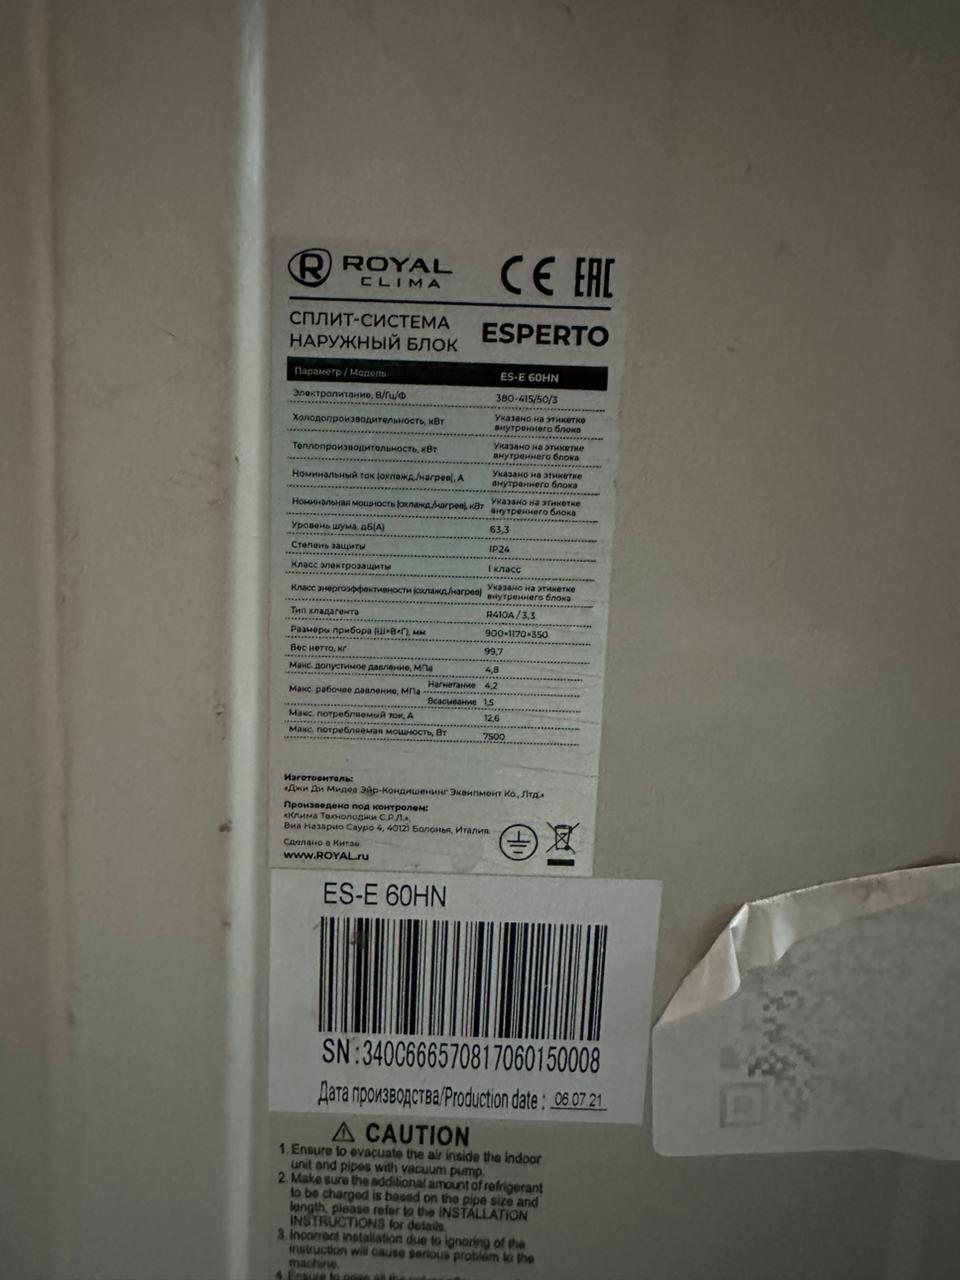 ROYAL
CLIMA
CE EAC
СПЛИТ-СИСТЕМА
НАРУЖНЫЙ БЛОК
ESPERTO
Параметр / Модель ES-E 60HN
Электропитание, В/Гц/Ф 380-415/50/3
Холодопроизводительность, кВт Указано на этикетке
внутреннего блока
Теплопроизводительность, кВт Указано на этикетке
внутреннего блока
Номинальный ток (охлажд./нагрев), А Указано на этикетке
внутреннего блока
Номинальная мощность (охлажд./нагрев), кВт Указано на этикетке
внутреннего блока
Уровень шума, дБ(А) 63,3
Степень защиты IP24
Класс электрозащиты I класс
Класс энергоэффективности (охлажд./нагрев) Указано на этикетке
внутреннего блока
Тип хладагента R410A / 3,3
Размеры прибора (Ш×В×Г), мм 900×1170×350
Вес нетто, кг 99,7
Макс. допустимое давление, МПа 4,8
Макс. рабочее давление, МПа Нагнетание 4,2
Всасывание 1,5
Макс. потребляемый ток, А 12,6
Макс. потребляемая мощность, Вт 7500
Изготовитель:
«Джи Ди Мидеа Эйр-Кондишенинг Эквипмент Ко., Лтд.»
Произведено под контролем:
«Клима Технолоджи С.Р.Л.»,
Виа Назарио Сауро 4, 40121 Болонья, Италия.
Сделано в Китае
www.ROYAL.ru
ES-E 60HN
SN:340C666570817060150008
Дата производства/Production date: 06.07.21
CAUTION
1. Ensure to evacuate the air inside the indoor
unit and pipes with vacuum pump.
2. Make sure the additional amount of refrigerant
to be charged is based on the pipe size and
length, please refer to the INSTALLATION
INSTRUCTIONS for details.
3. Incorrect installation due to ignoring of the
instruction will cause serious problem to the
machine.
4. Ensure to open all the